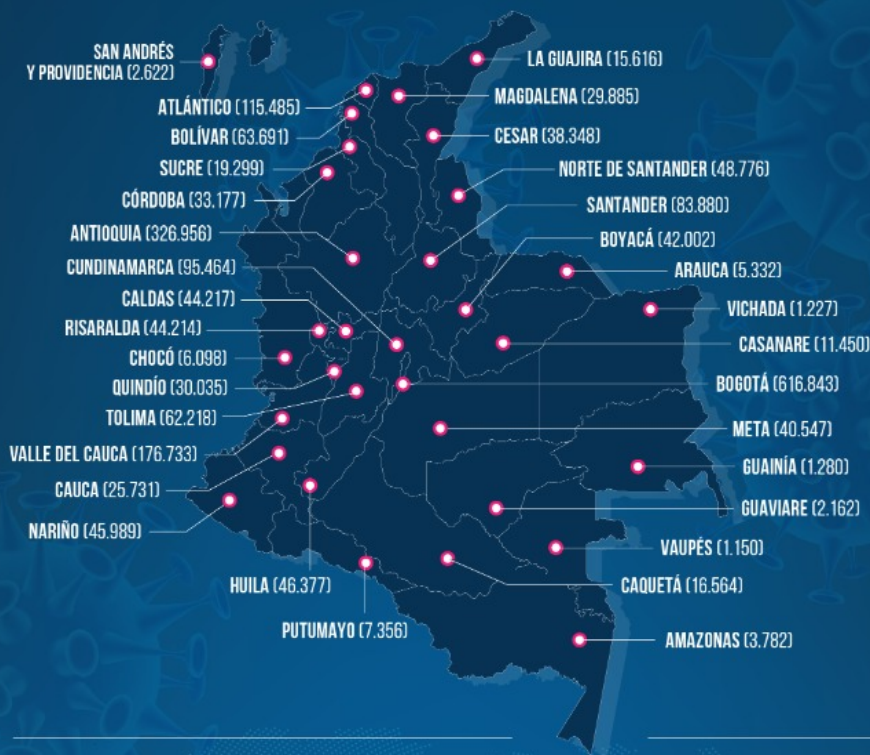 SAN ANDRÉS
Y PROVIDENCIA (2.622)
ATLÁNTICO (115.485)
BOLÍVAR (63.691)
SUCRE (19.299)
CÓRDOBA (33.177)
ANTIOQUIA (326.956)
CUNDINAMARCA (95.464)
CALDAS (44.217)
RISARALDA (44.214)
CHOCÓ (6.098)
QUINDÍO (30.035)
TOLIMA (62.218)
VALLE DEL CAUCA (176.733)
CAUCA (25.731)
NARIÑO (45.989)
HUILA (46.377)
PUTUMAYO (7.356)
LA GUAJIRA (15.616)
MAGDALENA (29.885)
CESAR (38.348)
NORTE DE SANTANDER (48.776)
SANTANDER (83.880)
BOYACÁ (42.002)
ARAUCA (5.332)
VICHADA (1.227)
CASANARE (11.450)
BOGOTÁ (616.843)
META (40.547)
GUAINÍA (1.280)
GUAVIARE (2.162)
VAUPÉS (1.150)
CAQUETÁ (16.564)
AMAZONAS (3.782)